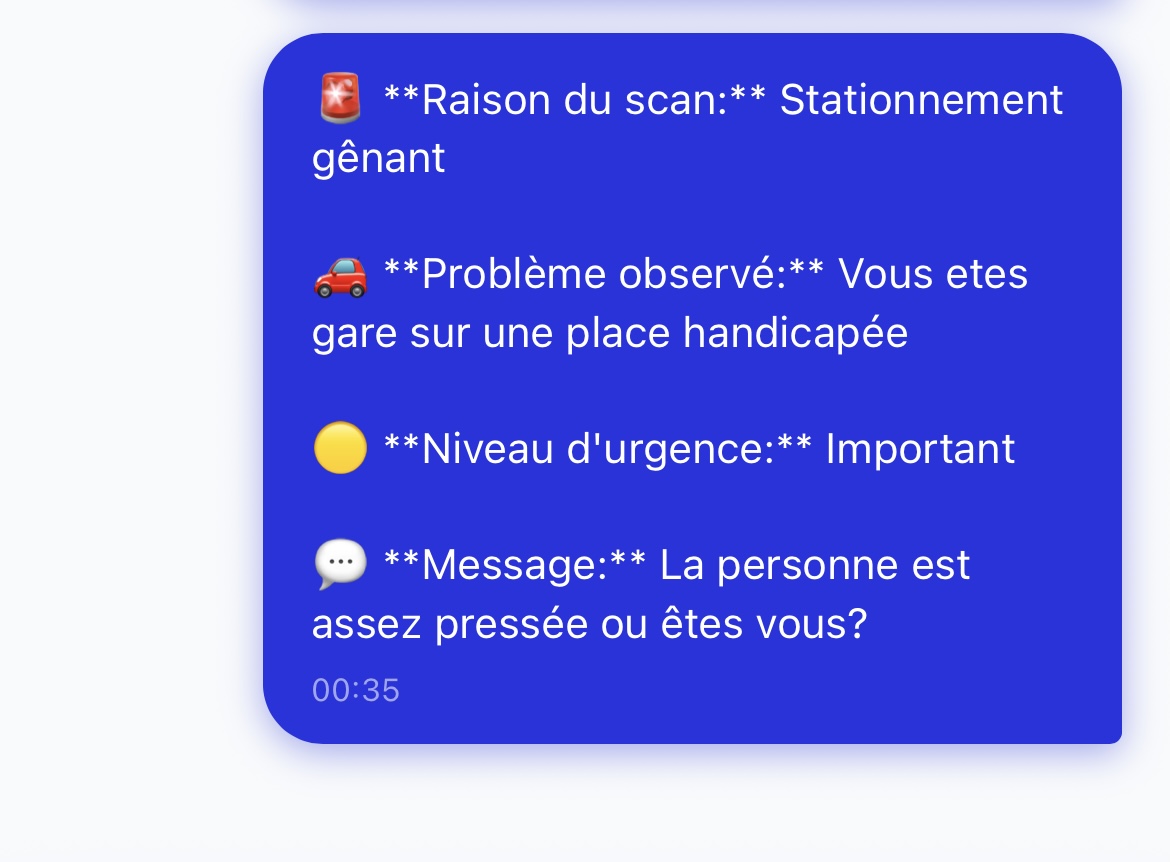 🚨 **Raison du scan:** Stationnement
gênant
🚗 **Problème observé:** Vous etes
gare sur une place handicapée
🟡 **Niveau d'urgence:** Important
💬 **Message:** La personne est
assez pressée ou êtes vous?
00:35